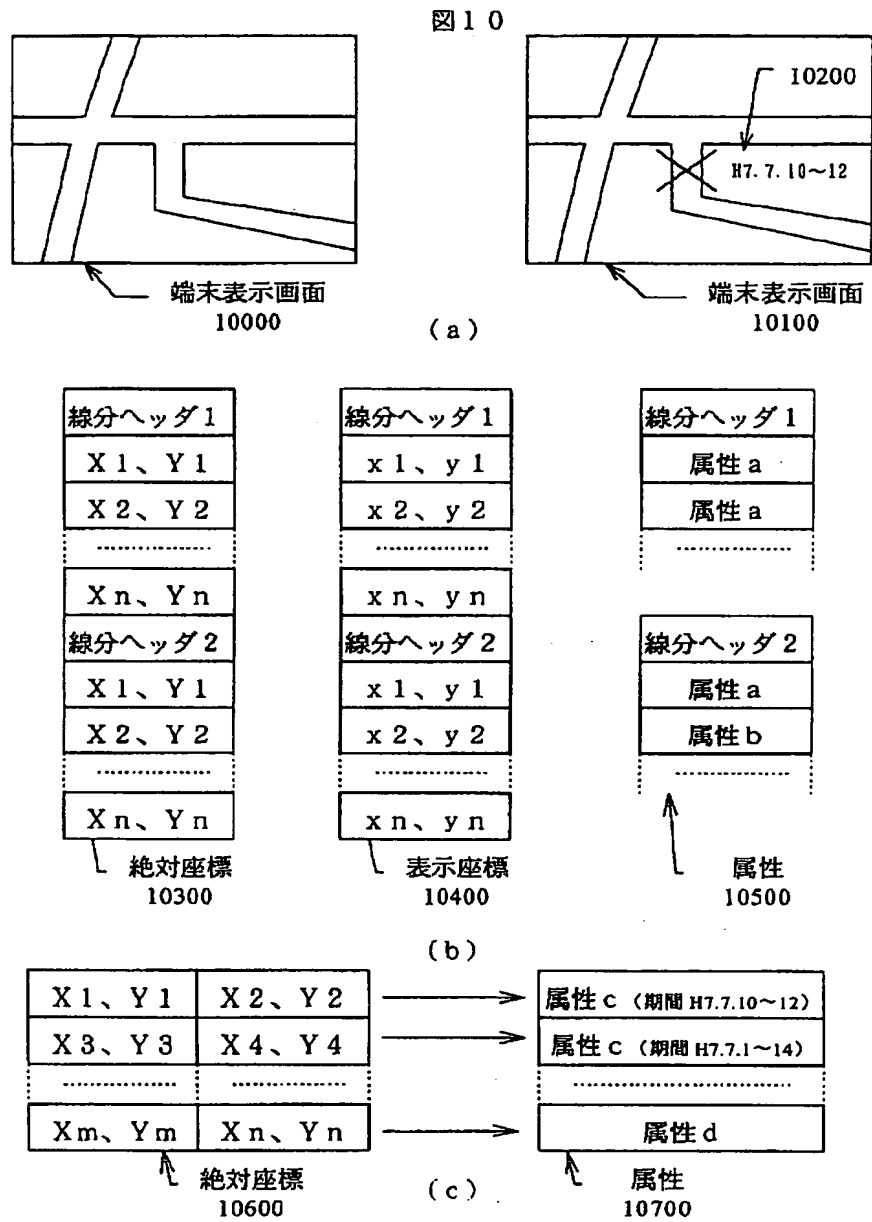 図10
10200
H7.7.10～12
端末表示画面
10000
端末表示画面
10100
(a)
線分ヘッダ1
X1、Y1
X2、Y2
Xn、Yn
線分ヘッダ2
X1、Y1
X2、Y2
Xn、Yn
絶対座標
10300
線分ヘッダ1
x1、y1
x2、y2
xn、yn
線分ヘッダ2
x1、y1
x2、y2
xn、yn
表示座標
10400
線分ヘッダ1
属性a
属性a
線分ヘッダ2
属性a
属性b
属性
10500
(b)
X1、Y1 X2、Y2
X3、Y3 X4、Y4
Xm、Ym Xn、Yn
絶対座標
10600
属性c (期間 H7.7.10～12)
属性c (期間 H7.7.1～14)
属性d
属性
10700
(c)